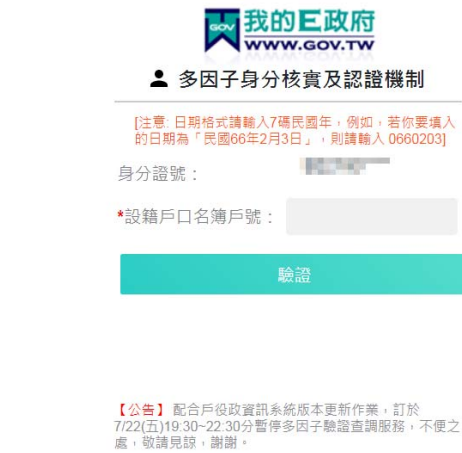 gov 我的E政府
WWW.GOV.TW
多因子身分核實及認證機制
[注意: 日期格式請輸入7碼民國年，例如，若你要填入
的日期為「民國66年2月3日」，則請輸入 0660203]
身分證號：
*設籍戶口名簿戶號：
驗證
【公告】 配合戶役政資訊系統版本更新作業，訂於
7/22(五)19:30~22:30分暫停多因子驗證查調服務，不便之
處，敬請見諒，謝謝。